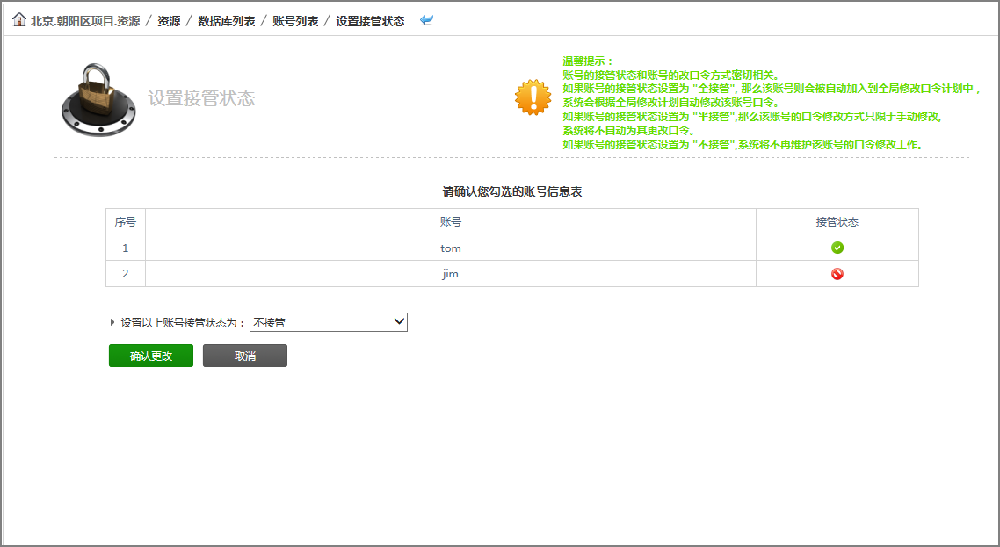 北京.朝阳区项目.资源 / 资源 / 数据库列表 / 账号列表 / 设置接管状态
设置接管状态
温馨提示：
账号的接管状态和账号的改口令方式密切相关。
如果账号的接管状态设置为 "全接管", 那么该账号则会被自动加入到全局修改口令计划中，
系统会根据全局修改计划自动修改该账号口令。
如果账号的接管状态设置为 "半接管",那么该账号的口令修改方式只限于手动修改,
系统将不自动为其更改口令。
如果账号的接管状态设置为 "不接管",系统将不再维护该账号的口令修改工作。
请确认您勾选的账号信息表
序号 账号 接管状态
1 tom
2 jim
设置以上账号接管状态为： 不接管
确认更改 取消